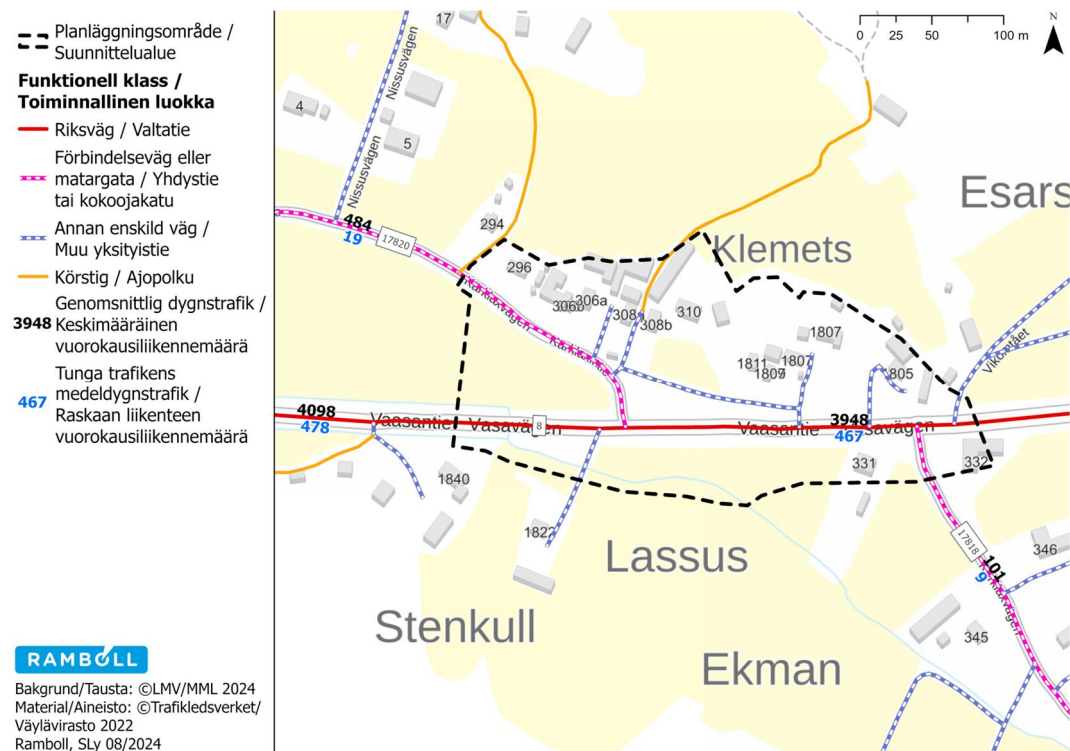 Planläggningsområde /
Suunnittelualue
Funktionell klass /
Toiminnallinen luokka
Riksväg / Valtatie
Förbindelseväg eller
matargata / Yhdystie
tai kokoojakatu
Annan enskild väg /
Muu yksityistie
Körstig / Ajopolku
Genomsnittlig dygnstrafik /
3948 Keskimääräinen
vuorokausiliikennemäärä
Tunga trafikens
467 medeldygnstrafik /
Raskaan liikenteen
vuorokausiliikennemäärä
RAMBOLL
Bakgrund/Tausta: ©LMV/MML 2024
Material/Aineisto: ©Trafikledsverket/
Väylävirasto 2022
Ramboll, SLy 08/2024
0 25 50 100 m
N
17
Nissusvägen
4
5
Nissusvägen
Esars
484
19
17820
294
Klemets
296
306a
308b
310
1807
1811
1807
805
4098
478
Vaasantie
Vasavägen
8
Vaasantie
3948
467
331
332
1840
1822
Lassus
17818
101
9
346
Stenkull
345
Ekman